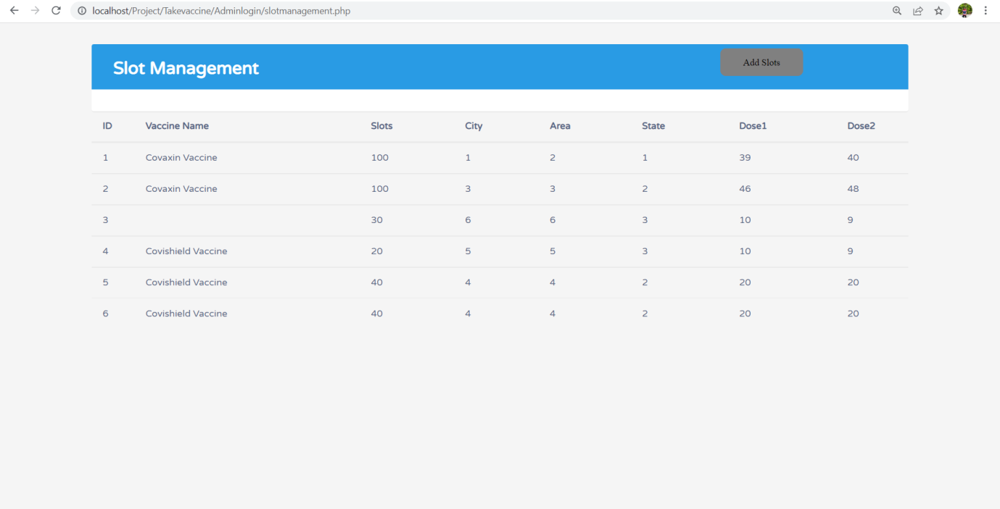 localhost/Project/Takevaccine/Adminlogin/slotmanagement.php
Slot Management
Add Slots
ID Vaccine Name Slots City Area State Dose1 Dose2
1 Covaxin Vaccine 100 1 2 1 39 40
2 Covaxin Vaccine 100 3 3 2 46 48
3 30 6 6 3 10 9
4 Covishield Vaccine 20 5 5 3 10 9
5 Covishield Vaccine 40 4 4 2 20 20
6 Covishield Vaccine 40 4 4 2 20 20